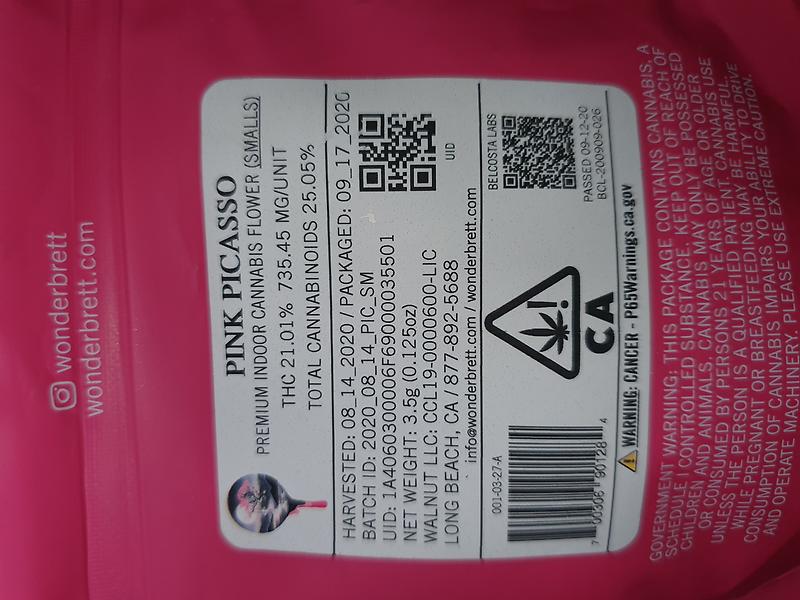 wonderbrett
wonderbrett.com
PINK PICASSO
PREMIUM INDOOR CANNABIS FLOWER (SMALLS)
THC 21.01% 735.45 MG/UNIT
TOTAL CANNABINOIDS 25.05%
HARVESTED: 08_14_2020 / PACKAGED: 09_17_2020
BATCH ID: 2020_08_14_PIC_SM
UID: 1A4060300006F69000035501
NET WEIGHT: 3.5g (0.125oz)
WALNUT LLC: CCL19-0000600-LIC
LONG BEACH, CA / 877-892-5688
info@wonderbrett.com / wonderbrett.com
UID
001-03-27-A
7 00306 90128 4
!
CA
BELCOSTA LABS
PASSED 09-12-20
BCL-200909-026
WARNING: CANCER - P65Warnings.ca.gov
GOVERNMENT WARNING: THIS PACKAGE CONTAINS CANNABIS, A
SCHEDULE I CONTROLLED SUBSTANCE. KEEP OUT OF REACH OF
CHILDREN AND ANIMALS. CANNABIS MAY ONLY BE POSSESSED
OR CONSUMED BY PERSONS 21 YEARS OF AGE OR OLDER
UNLESS THE PERSON IS A QUALIFIED PATIENT. CANNABIS USE
WHILE PREGNANT OR BREASTFEEDING MAY BE HARMFUL.
CONSUMPTION OF CANNABIS IMPAIRS YOUR ABILITY TO DRIVE
AND OPERATE MACHINERY. PLEASE USE EXTREME CAUTION.